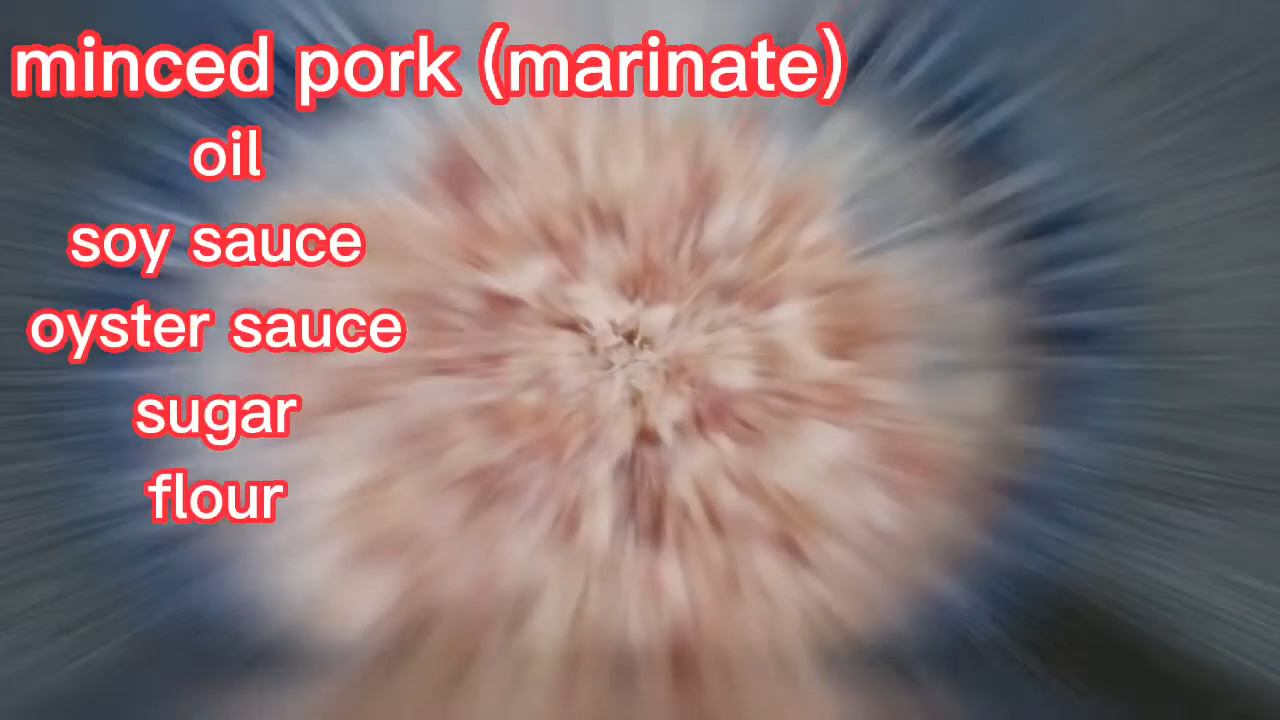 minced pork (marinate)
oil
soy sauce
oyster sauce
sugar
flour